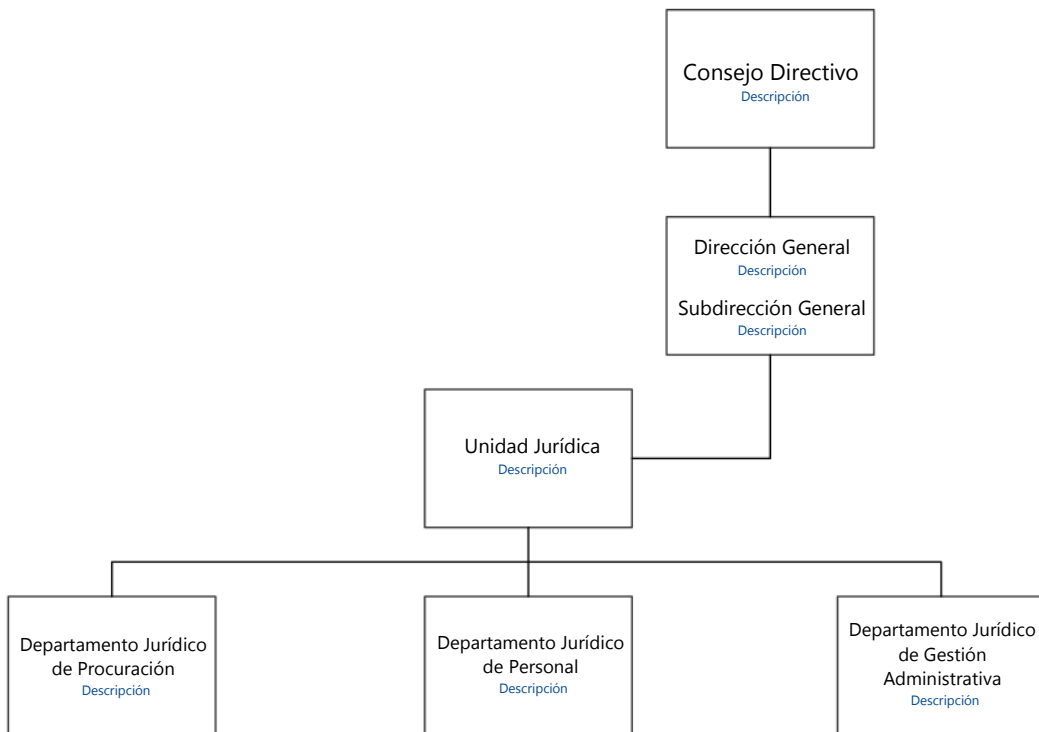 Consejo Directivo
Descripción
Dirección General
Descripción
Subdirección General
Descripción
Unidad Jurídica
Descripción
Departamento Jurídico
de Procuración
Descripción
Departamento Jurídico
de Personal
Descripción
Departamento Jurídico
de Gestión
Administrativa
Descripción